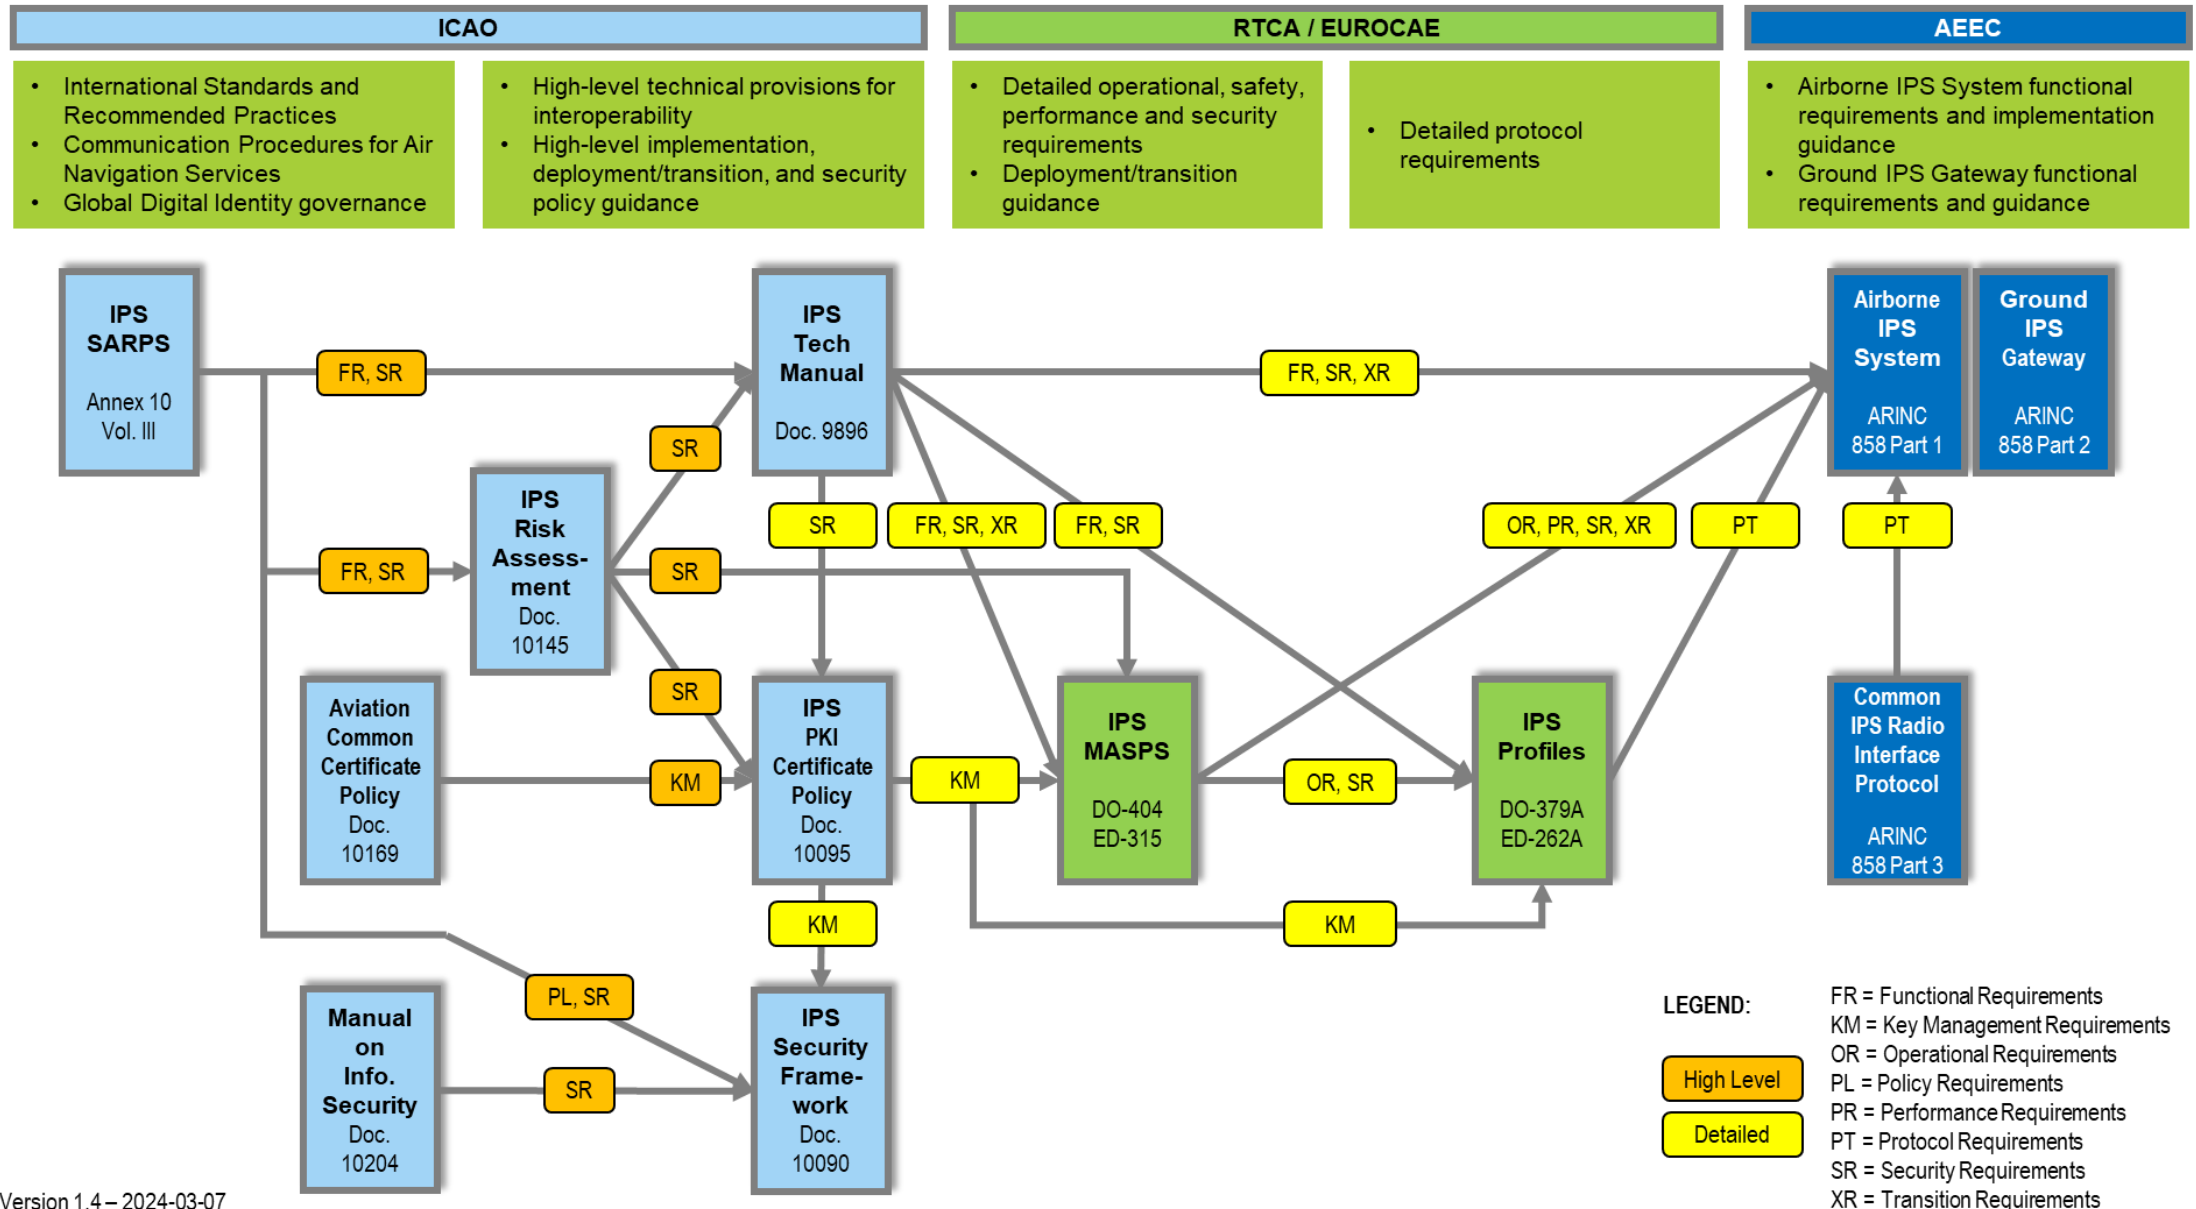 ICAO
RTCA / EUROCAE
AEEC
• International Standards and
Recommended Practices
• Communication Procedures for Air
Navigation Services
• Global Digital Identity governance
• High-level technical provisions for
interoperability
• High-level implementation,
deployment/transition, and security
policy guidance
• Detailed operational, safety,
performance and security
requirements
• Deployment/transition
guidance
• Detailed protocol
requirements
• Airborne IPS System functional
requirements and implementation
guidance
• Ground IPS Gateway functional
requirements and guidance
IPS
SARPS
Annex 10
Vol. III
FR, SR
IPS
Tech
Manual
Doc. 9896
FR, SR, XR
Airborne
IPS
System
ARINC
858 Part 1
Ground
IPS
Gateway
ARINC
858 Part 2
SR
FR, SR
IPS
Risk
Assess-
ment
Doc.
10145
SR
SR
SR
FR, SR, XR
FR, SR
OR, PR, SR, XR
PT
PT
Aviation
Common
Certificate
Policy
Doc.
10169
KM
IPS
PKI
Certificate
Policy
Doc.
10095
KM
IPS
MASPS
DO-404
ED-315
OR, SR
IPS
Profiles
DO-379A
ED-262A
Common
IPS Radio
Interface
Protocol
ARINC
858 Part 3
KM
KM
PL, SR
Manual
on
Info.
Security
Doc.
10204
SR
IPS
Security
Frame-
work
Doc.
10090
LEGEND:
High Level
Detailed
FR = Functional Requirements
KM = Key Management Requirements
OR = Operational Requirements
PL = Policy Requirements
PR = Performance Requirements
PT = Protocol Requirements
SR = Security Requirements
XR = Transition Requirements
Version 1.4 – 2024-03-07